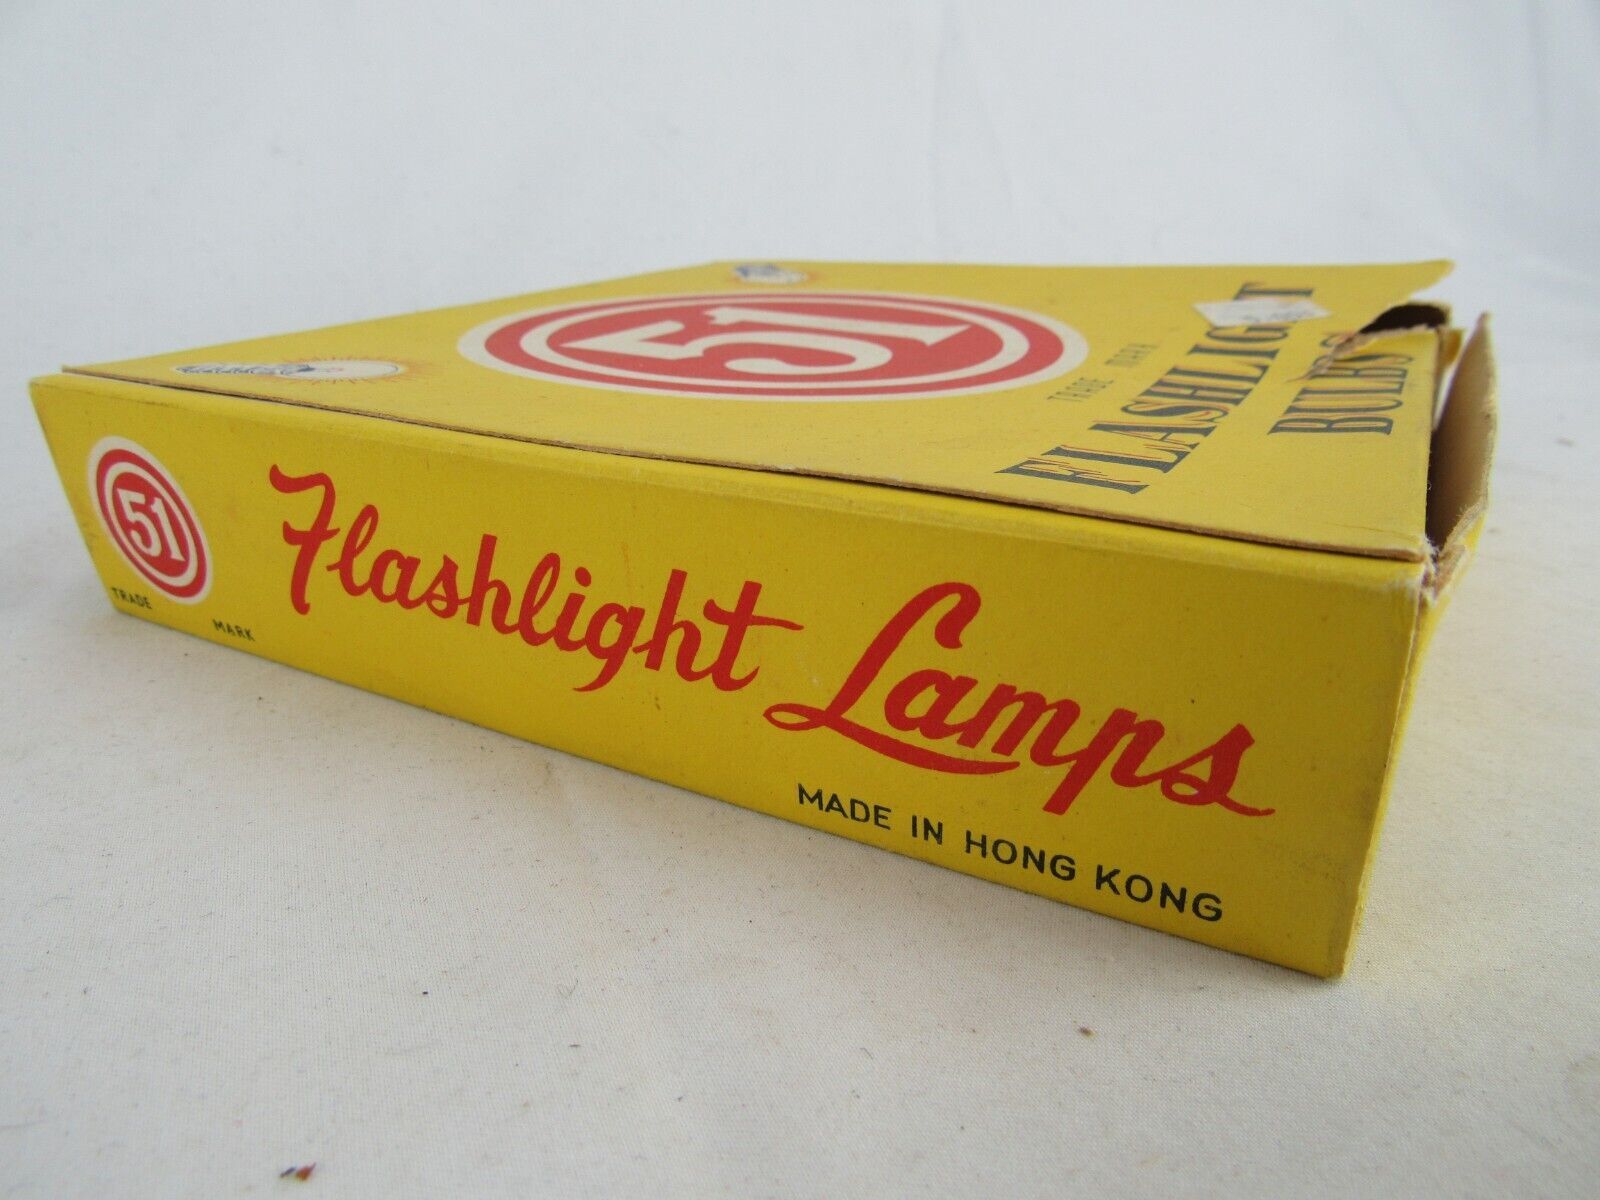 51
TRADE MARK
FLASHLIGHT
BULBS
51
TRADE MARK
Flashlight Lamps
MADE IN HONG KONG